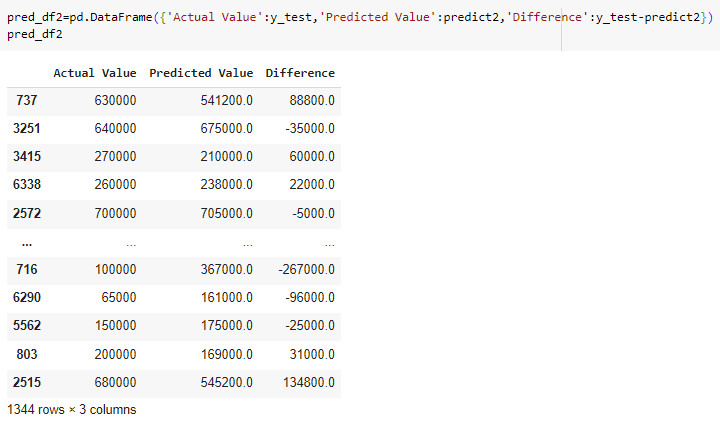 pred_df2=pd.DataFrame({'Actual Value':y_test,'Predicted Value':predict2,'Difference':y_test-predict2})
pred_df2
Actual Value Predicted Value Difference
737 630000 541200.0 88800.0
3251 640000 675000.0 -35000.0
3415 270000 210000.0 60000.0
6338 260000 238000.0 22000.0
2572 700000 705000.0 -5000.0
... ... ... ...
716 100000 367000.0 -267000.0
6290 65000 161000.0 -96000.0
5562 150000 175000.0 -25000.0
803 200000 169000.0 31000.0
2515 680000 545200.0 134800.0
1344 rows × 3 columns